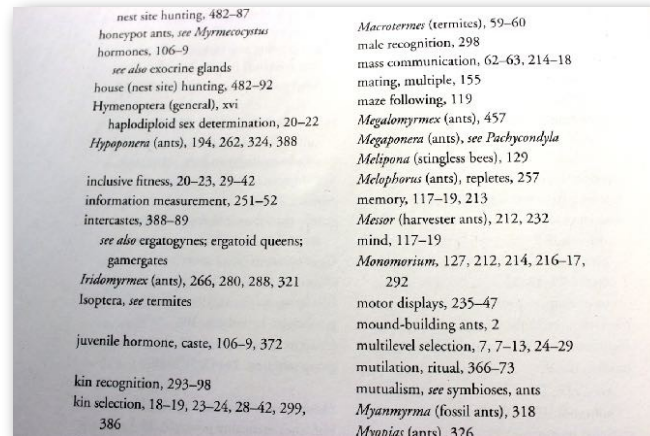 nest site hunting, 482–87
honeypot ants, see Myrmecocystus
hormones, 106–9
see also exocrine glands
house (nest site) hunting, 482–92
Hymenoptera (general), xvi
haplodiploid sex determination, 20–22
Hypoponera (ants), 194, 262, 324, 388
inclusive fitness, 20–23, 29–42
information measurement, 251–52
intercastes, 388–89
see also ergatogynes; ergatoid queens;
gamergates
Iridomyrmex (ants), 266, 280, 288, 321
Isoptera, see termites
juvenile hormone, caste, 106–9, 372
kin recognition, 293–98
kin selection, 18–19, 23–24, 28–42, 299,
386
Macrotermes (termites), 59–60
male recognition, 298
mass communication, 62–63, 214–18
mating, multiple, 155
maze following, 119
Megalomyrmex (ants), 457
Megaponera (ants), see Pachycondyla
Melipona (stingless bees), 129
Melophorus (ants), repletes, 257
memory, 117–19, 213
Messor (harvester ants), 212, 232
mind, 117–19
Monomorium, 127, 212, 214, 216–17,
292
motor displays, 235–47
mound-building ants, 2
multilevel selection, 7, 7–13, 24–29
mutilation, ritual, 366–73
mutualism, see symbioses, ants
Myanmyrma (fossil ants), 318
Myopias (ants), 326